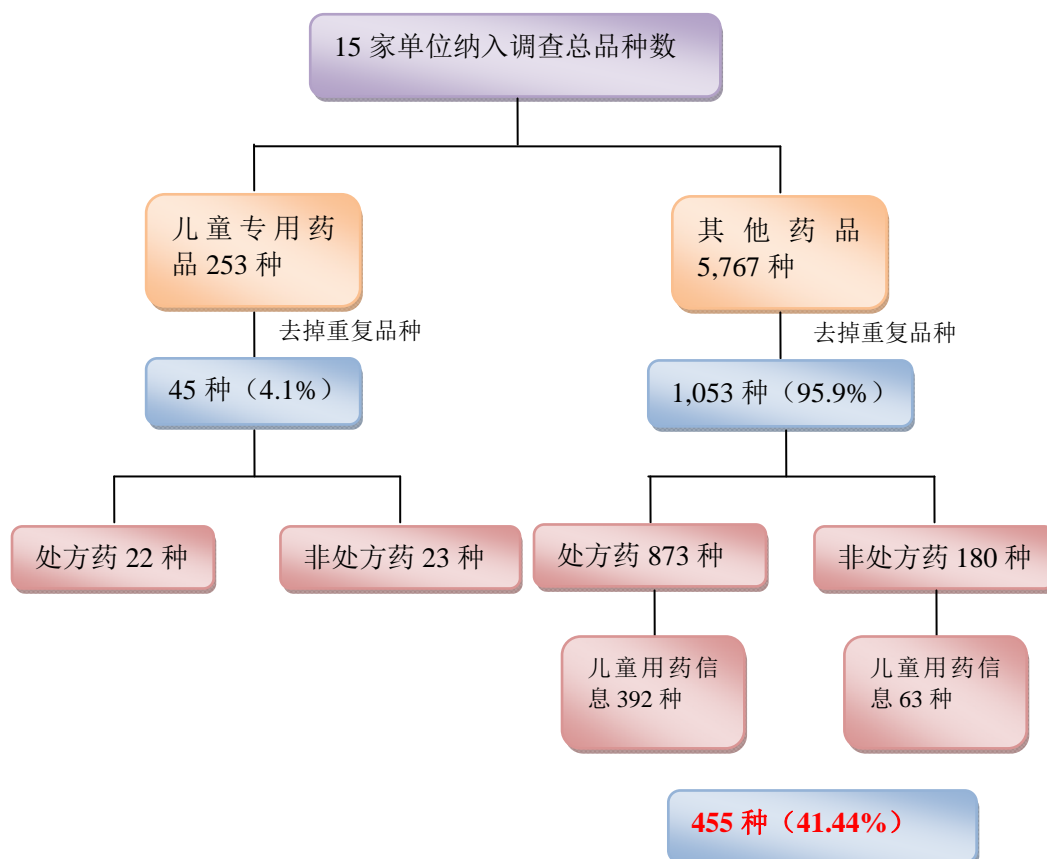 15 家单位纳入调查总品种数
儿童专用药
品 253 种
其他药品
5,767 种
去掉重复品种
去掉重复品种
45 种（4.1%）
1,053 种（95.9%）
处方药 22 种
非处方药 23 种
处方药 873 种
非处方药 180 种
儿童用药信
息 392 种
儿童用药信
息 63 种
455 种（41.44%）